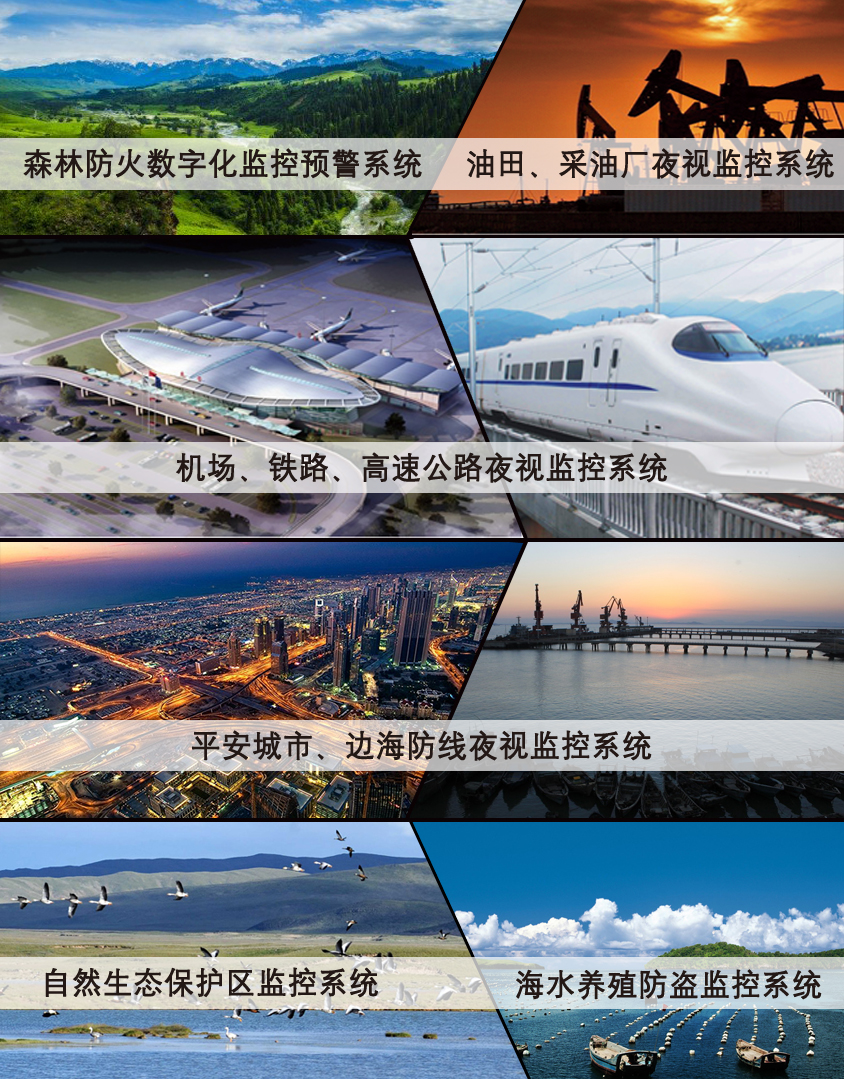 森林防火数字化监控预警系统
油田、采油厂夜视监控系统
机场、铁路、高速公路夜视监控系统
平安城市、边海防线夜视监控系统
自然生态保护区监控系统
海水养殖防盗监控系统